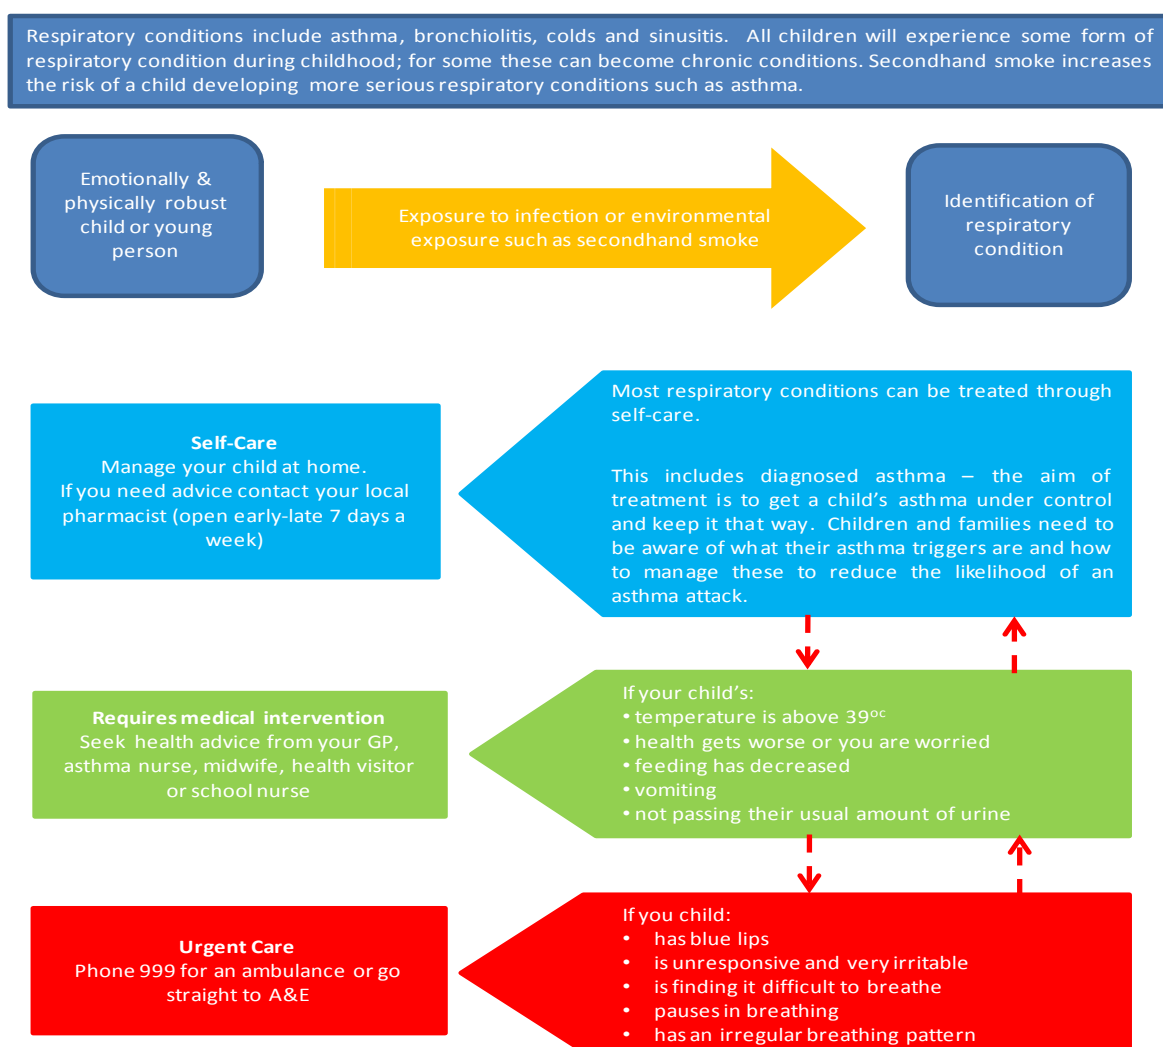 Respiratory conditions include asthma, bronchiolitis, colds and sinusitis. All children will experience some form of
respiratory condition during childhood; for some these can become chronic conditions. Secondhand smoke increases
the risk of a child developing more serious respiratory conditions such as asthma.
Emotionally &
physically robust
child or young
person
Exposure to infection or environmental
exposure such as secondhand smoke
Identification of
respiratory
condition
Self-Care
Manage your child at home.
If you need advice contact your local
pharmacist (open early-late 7 days a
week)
Most respiratory conditions can be treated through
self-care.
This includes diagnosed asthma – the aim of
treatment is to get a child's asthma under control
and keep it that way. Children and families need to
be aware of what their asthma triggers are and how
to manage these to reduce the likelihood of an
asthma attack.
Requires medical intervention
Seek health advice from your GP,
asthma nurse, midwife, health visitor
or school nurse
If your child's:
• temperature is above 39oc
• health gets worse or you are worried
• feeding has decreased
• vomiting
• not passing their usual amount of urine
Urgent Care
Phone 999 for an ambulance or go
straight to A&E
If you child:
• has blue lips
• is unresponsive and very irritable
• is finding it difficult to breathe
• pauses in breathing
• has an irregular breathing pattern